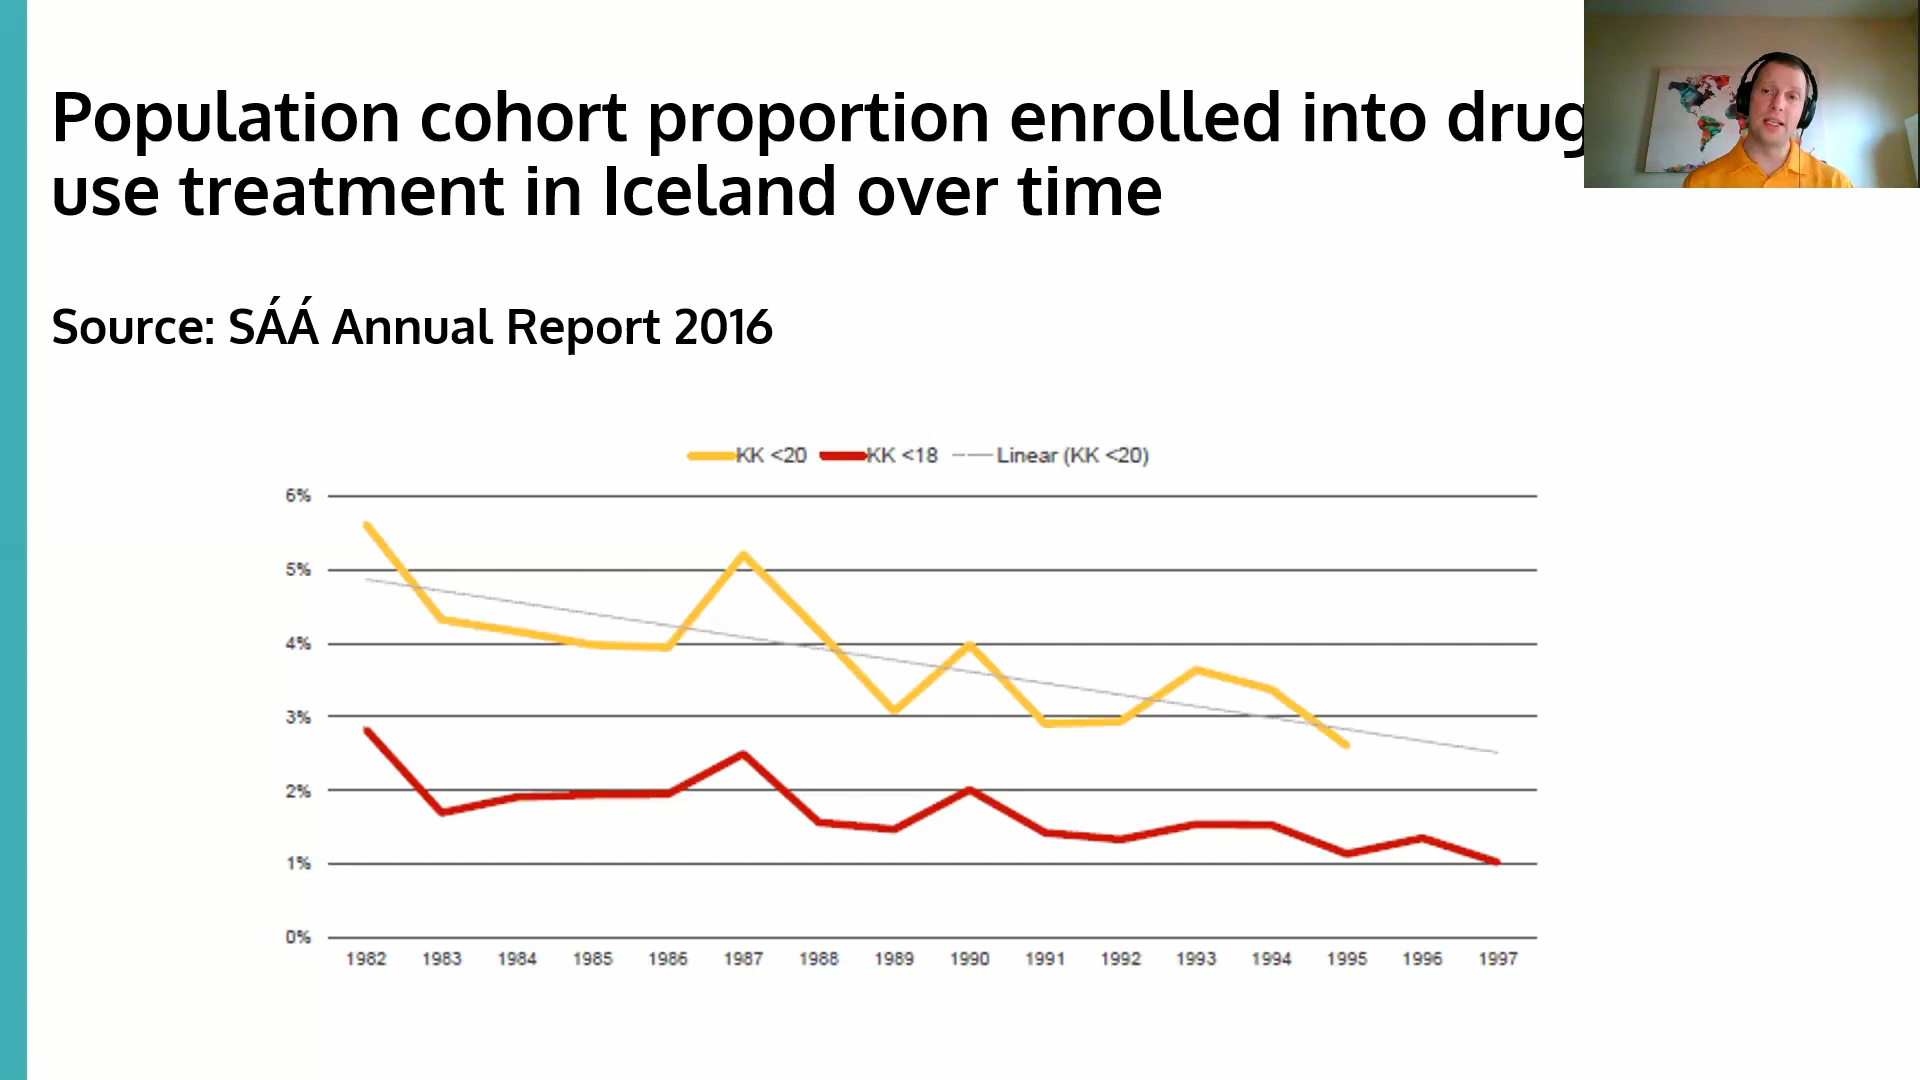 Population cohort proportion enrolled into drug
use treatment in Iceland over time
Source: SÁÁ Annual Report 2016
KK <20 KK <18 Linear (KK <20)
6%
5%
4%
3%
2%
1%
0%
1982 1983 1984 1985 1986 1987 1988 1989 1990 1991 1992 1993 1994 1995 1996 1997